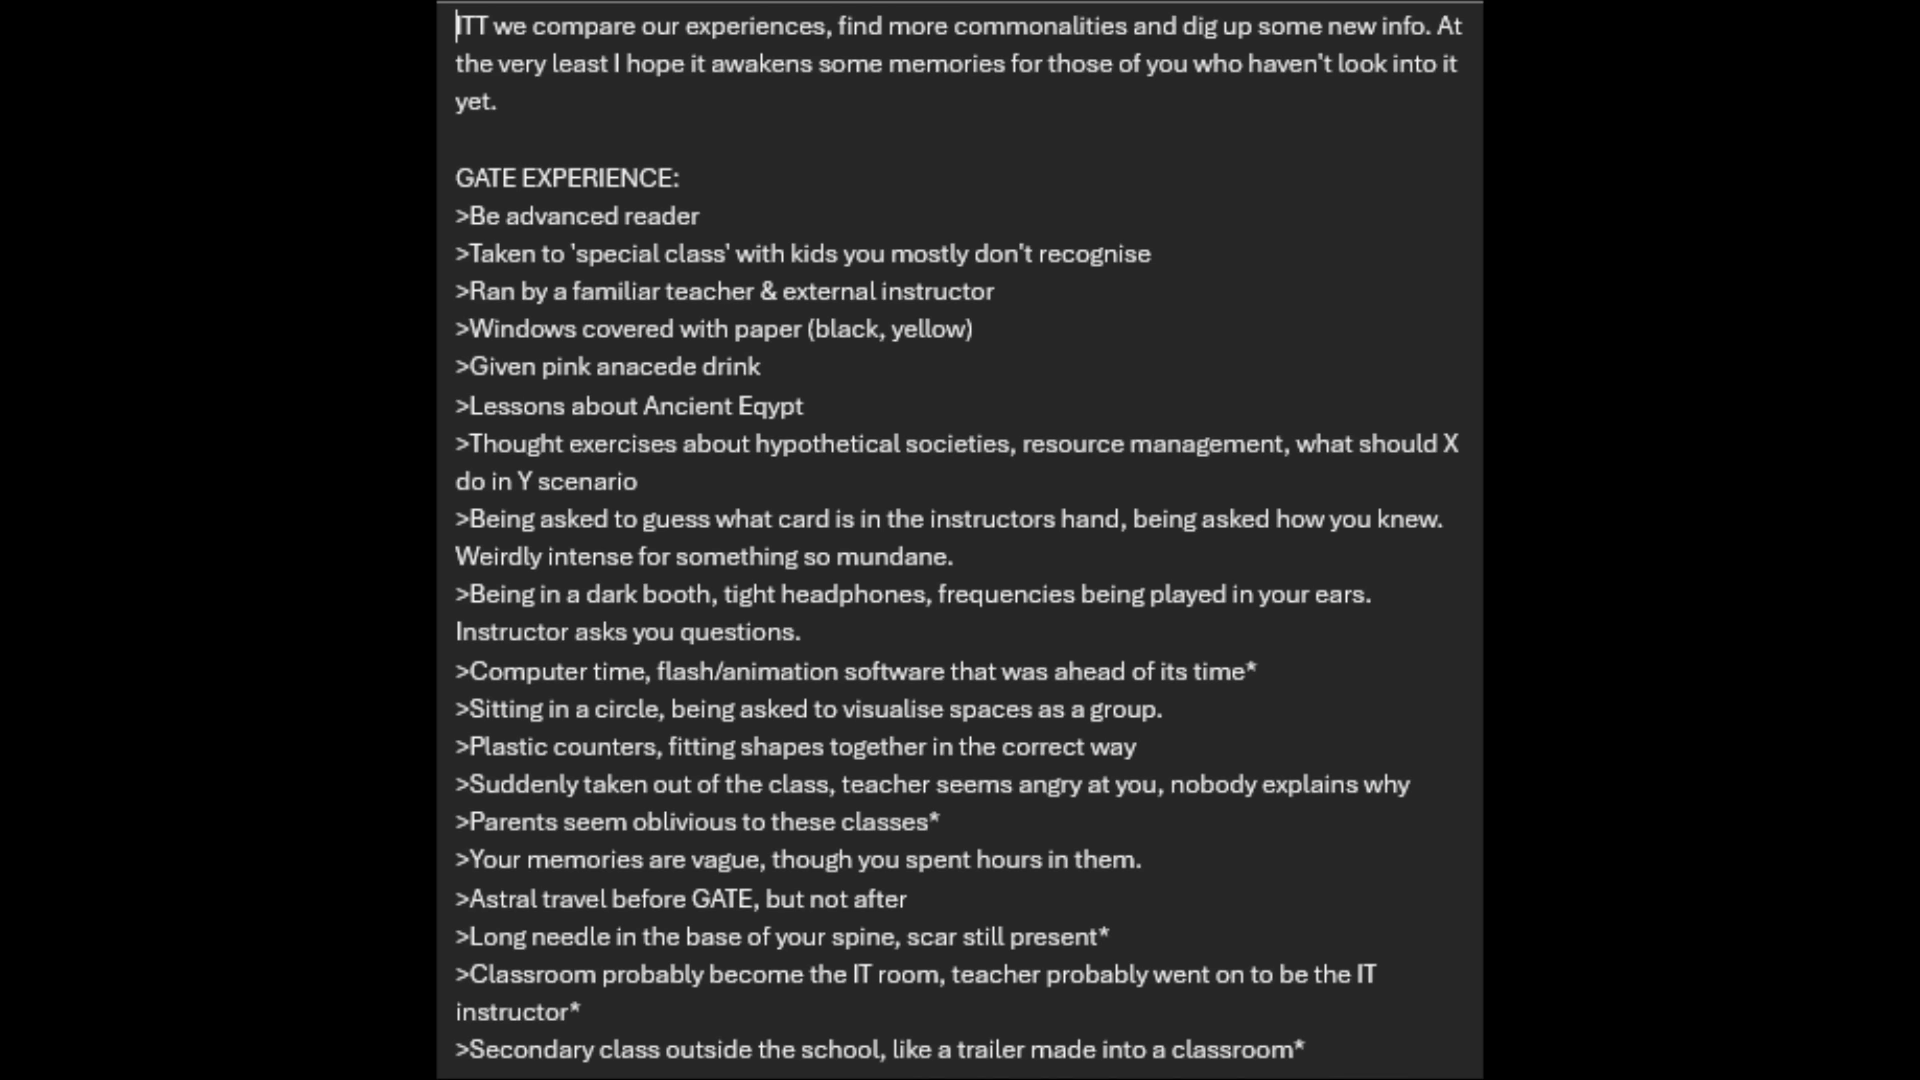 ITT we compare our experiences, find more commonalities and dig up some new info. At
the very least I hope it awakens some memories for those of you who haven't look into it
yet.
GATE EXPERIENCE:
>Be advanced reader
>Taken to 'special class' with kids you mostly don't recognise
>Ran by a familiar teacher & external instructor
>Windows covered with paper (black, yellow)
>Given pink anacede drink
>Lessons about Ancient Eqypt
>Thought exercises about hypothetical societies, resource management, what should X
do in Y scenario
>Being asked to guess what card is in the instructors hand, being asked how you knew.
Weirdly intense for something so mundane.
>Being in a dark booth, tight headphones, frequencies being played in your ears.
Instructor asks you questions.
>Computer time, flash/animation software that was ahead of its time*
>Sitting in a circle, being asked to visualise spaces as a group.
>Plastic counters, fitting shapes together in the correct way
>Suddenly taken out of the class, teacher seems angry at you, nobody explains why
>Parents seem oblivious to these classes*
>Your memories are vague, though you spent hours in them.
>Astral travel before GATE, but not after
>Long needle in the base of your spine, scar still present*
>Classroom probably become the IT room, teacher probably went on to be the IT
instructor*
>Secondary class outside the school, like a trailer made into a classroom*